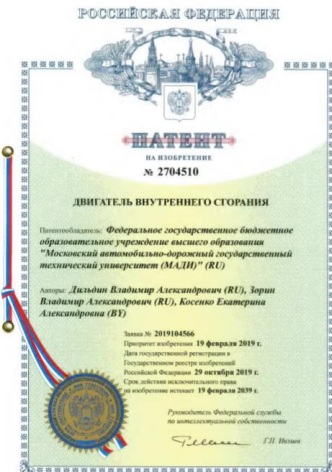 РОССИЙСКАЯ ФЕДЕРАЦИЯ
ПАТЕНТ
НА ИЗОБРЕТЕНИЕ
№ 2704510
ДВИГАТЕЛЬ ВНУТРЕННЕГО СГОРАНИЯ
Патентообладатель: Федеральное государственное бюджетное
образовательное учреждение высшего образования
"Московский автомобильно-дорожный государственный
технический университет (МАДИ)" (RU)
Авторы: Дильдин Владимир Александрович (RU), Зорин
Владимир Александрович (RU), Косенко Екатерина
Александровна (BY)
Заявка № 2019104566
Приоритет изобретения 19 февраля 2019 г.
Дата государственной регистрации в
Государственном реестре изобретений
Российской Федерации 29 октября 2019 г.
Срок действия исключительного права
на изобретение истекает 19 февраля 2039 г.
Руководитель Федеральной службы
по интеллектуальной собственности
Г.П. Ивлиев